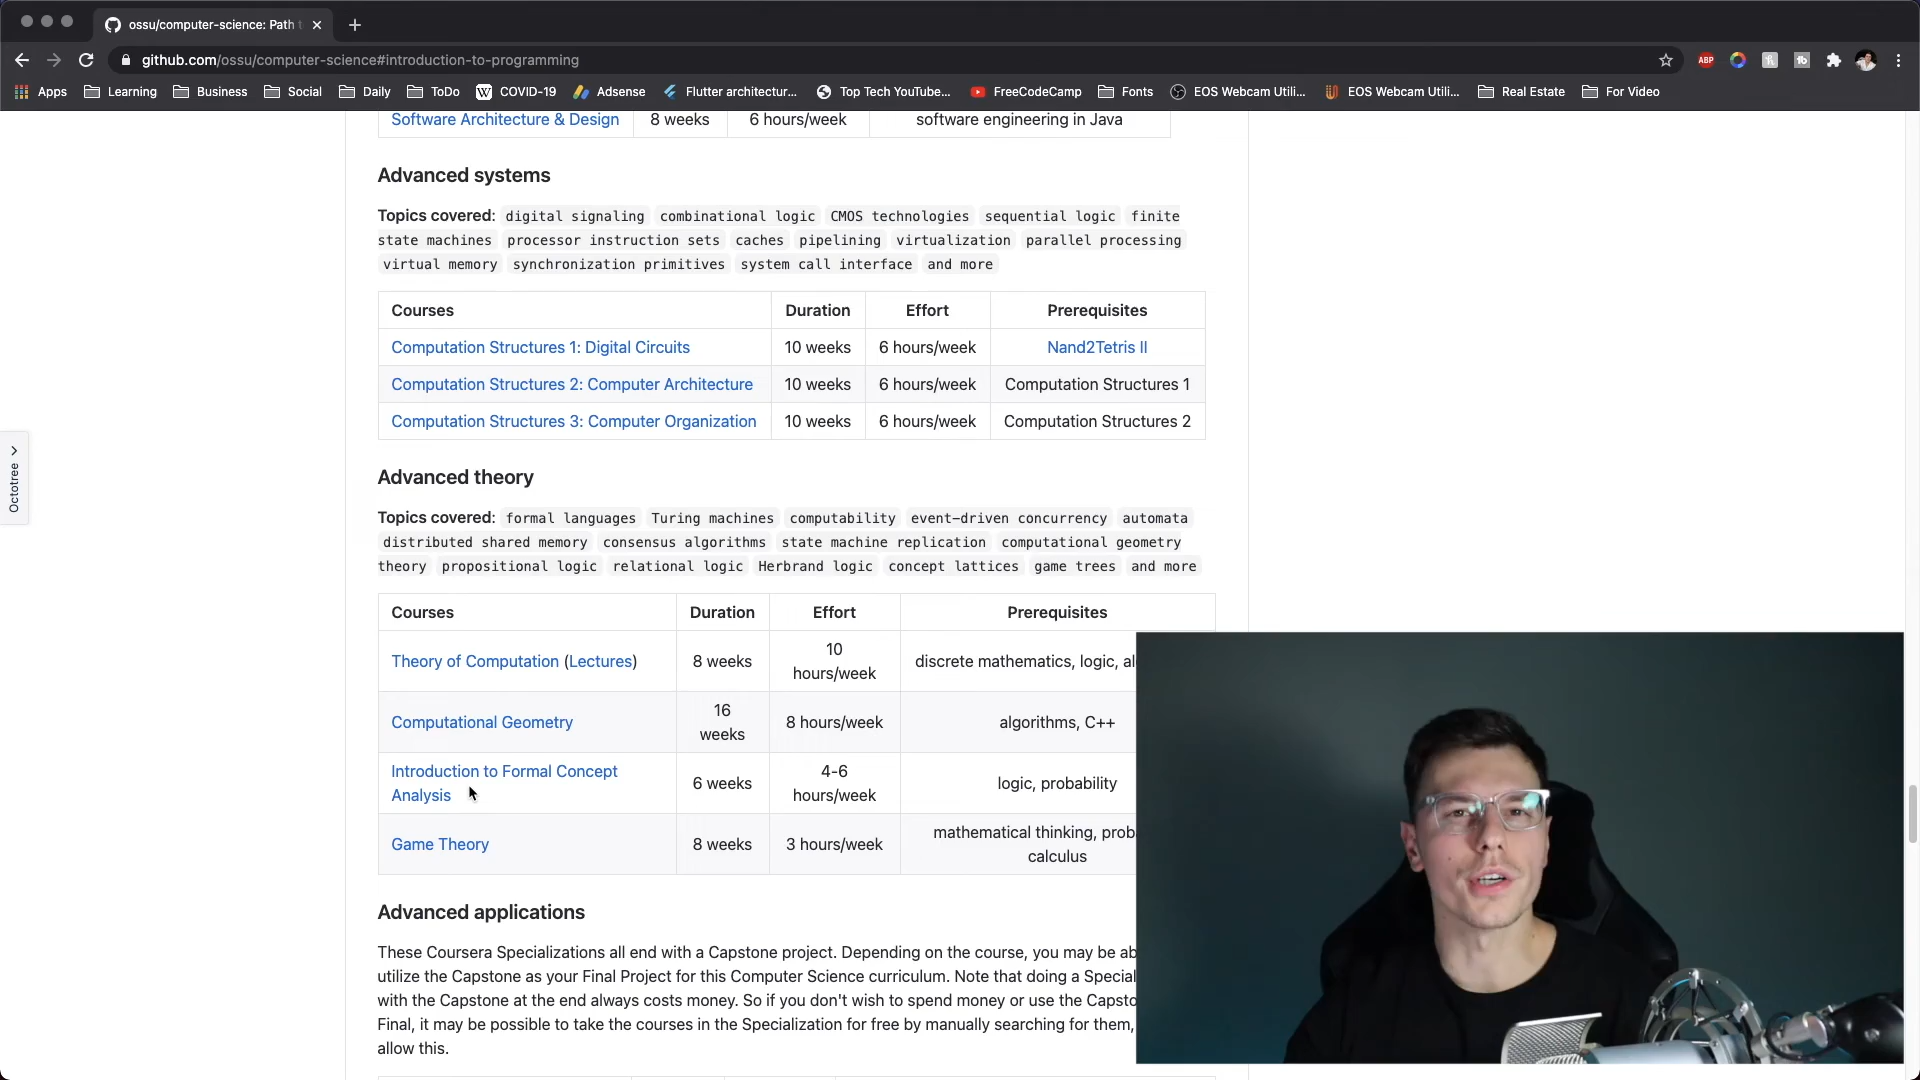 ossu/computer-science: Path t
github.com/ossu/computer-science#introduction-to-programming
ABP
Apps Learning Business Social Daily ToDo COVID-19 Adsense Flutter architectur... Top Tech YouTube... FreeCodeCamp Fonts EOS Webcam Utili... EOS Webcam Utili... Real Estate For Video
Software Architecture & Design 8 weeks 6 hours/week software engineering in Java
Advanced systems
Topics covered: digital signaling combinational logic CMOS technologies sequential logic finite
state machines processor instruction sets caches pipelining virtualization parallel processing
virtual memory synchronization primitives system call interface and more
Courses Duration Effort Prerequisites
Computation Structures 1: Digital Circuits 10 weeks 6 hours/week Nand2Tetris II
Computation Structures 2: Computer Architecture 10 weeks 6 hours/week Computation Structures 1
Computation Structures 3: Computer Organization 10 weeks 6 hours/week Computation Structures 2
Octotree
Advanced theory
Topics covered: formal languages Turing machines computability event-driven concurrency automata
distributed shared memory consensus algorithms state machine replication computational geometry
theory propositional logic relational logic Herbrand logic concept lattices game trees and more
Courses Duration Effort Prerequisites
Theory of Computation (Lectures) 8 weeks 10 hours/week discrete mathematics, logic, al
Computational Geometry 16 weeks 8 hours/week algorithms, C++
Introduction to Formal Concept Analysis 6 weeks 4-6 hours/week logic, probability
Game Theory 8 weeks 3 hours/week mathematical thinking, prob
calculus
Advanced applications
These Coursera Specializations all end with a Capstone project. Depending on the course, you may be ab
utilize the Capstone as your Final Project for this Computer Science curriculum. Note that doing a Special
with the Capstone at the end always costs money. So if you don't wish to spend money or use the Capsto
Final, it may be possible to take the courses in the Specialization for free by manually searching for them,
allow this.